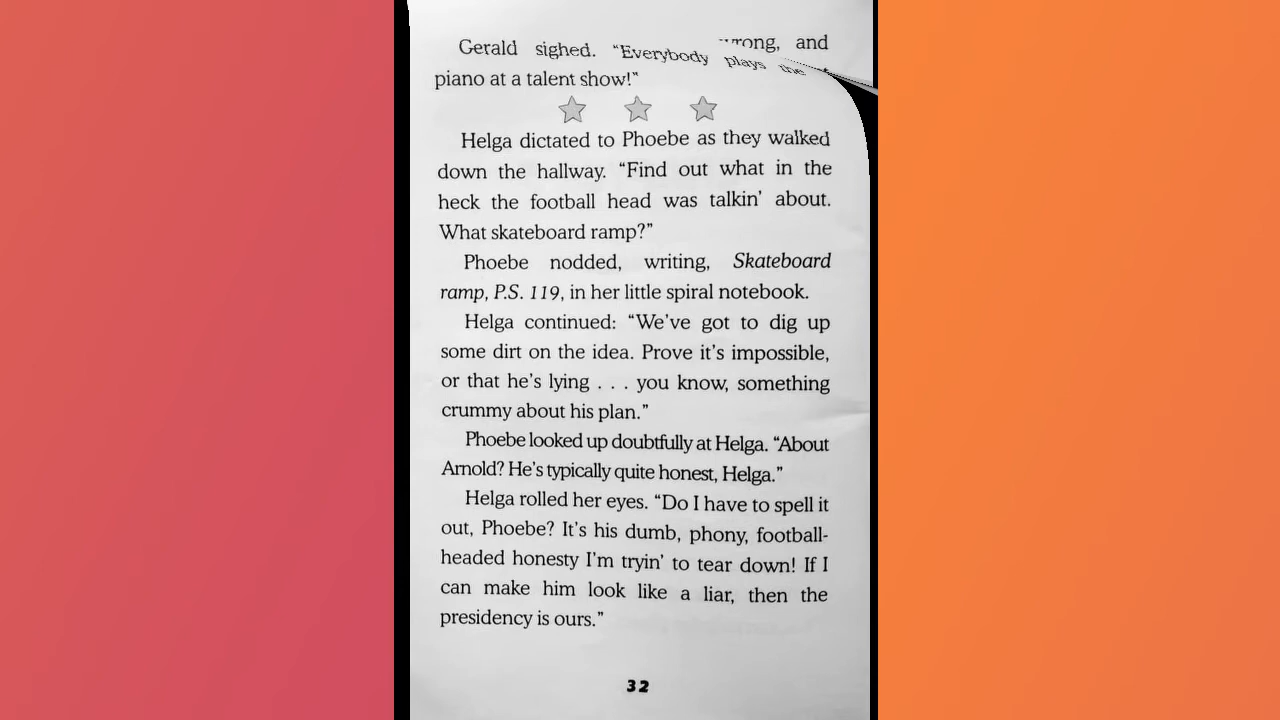 Gerald sighed. “Everybody wrong, and
plays the
piano at a talent show!”
Helga dictated to Phoebe as they walked
down the hallway. “Find out what in the
heck the football head was talkin’ about.
What skateboard ramp?”
Phoebe nodded, writing, Skateboard
ramp, P.S. 119, in her little spiral notebook.
Helga continued: “We’ve got to dig up
some dirt on the idea. Prove it’s impossible,
or that he’s lying . . . you know, something
crummy about his plan.”
Phoebe looked up doubtfully at Helga. “About
Arnold? He’s typically quite honest, Helga.”
Helga rolled her eyes. “Do I have to spell it
out, Phoebe? It’s his dumb, phony, football-
headed honesty I’m tryin’ to tear down! If I
can make him look like a liar, then the
presidency is ours.”
32